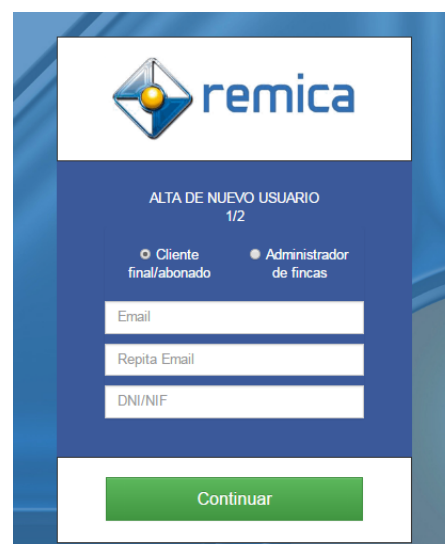 remica
ALTA DE NUEVO USUARIO
1/2
Cliente
final/abonado
Administrador
de fincas
Email
Repita Email
DNI/NIF
Continuar